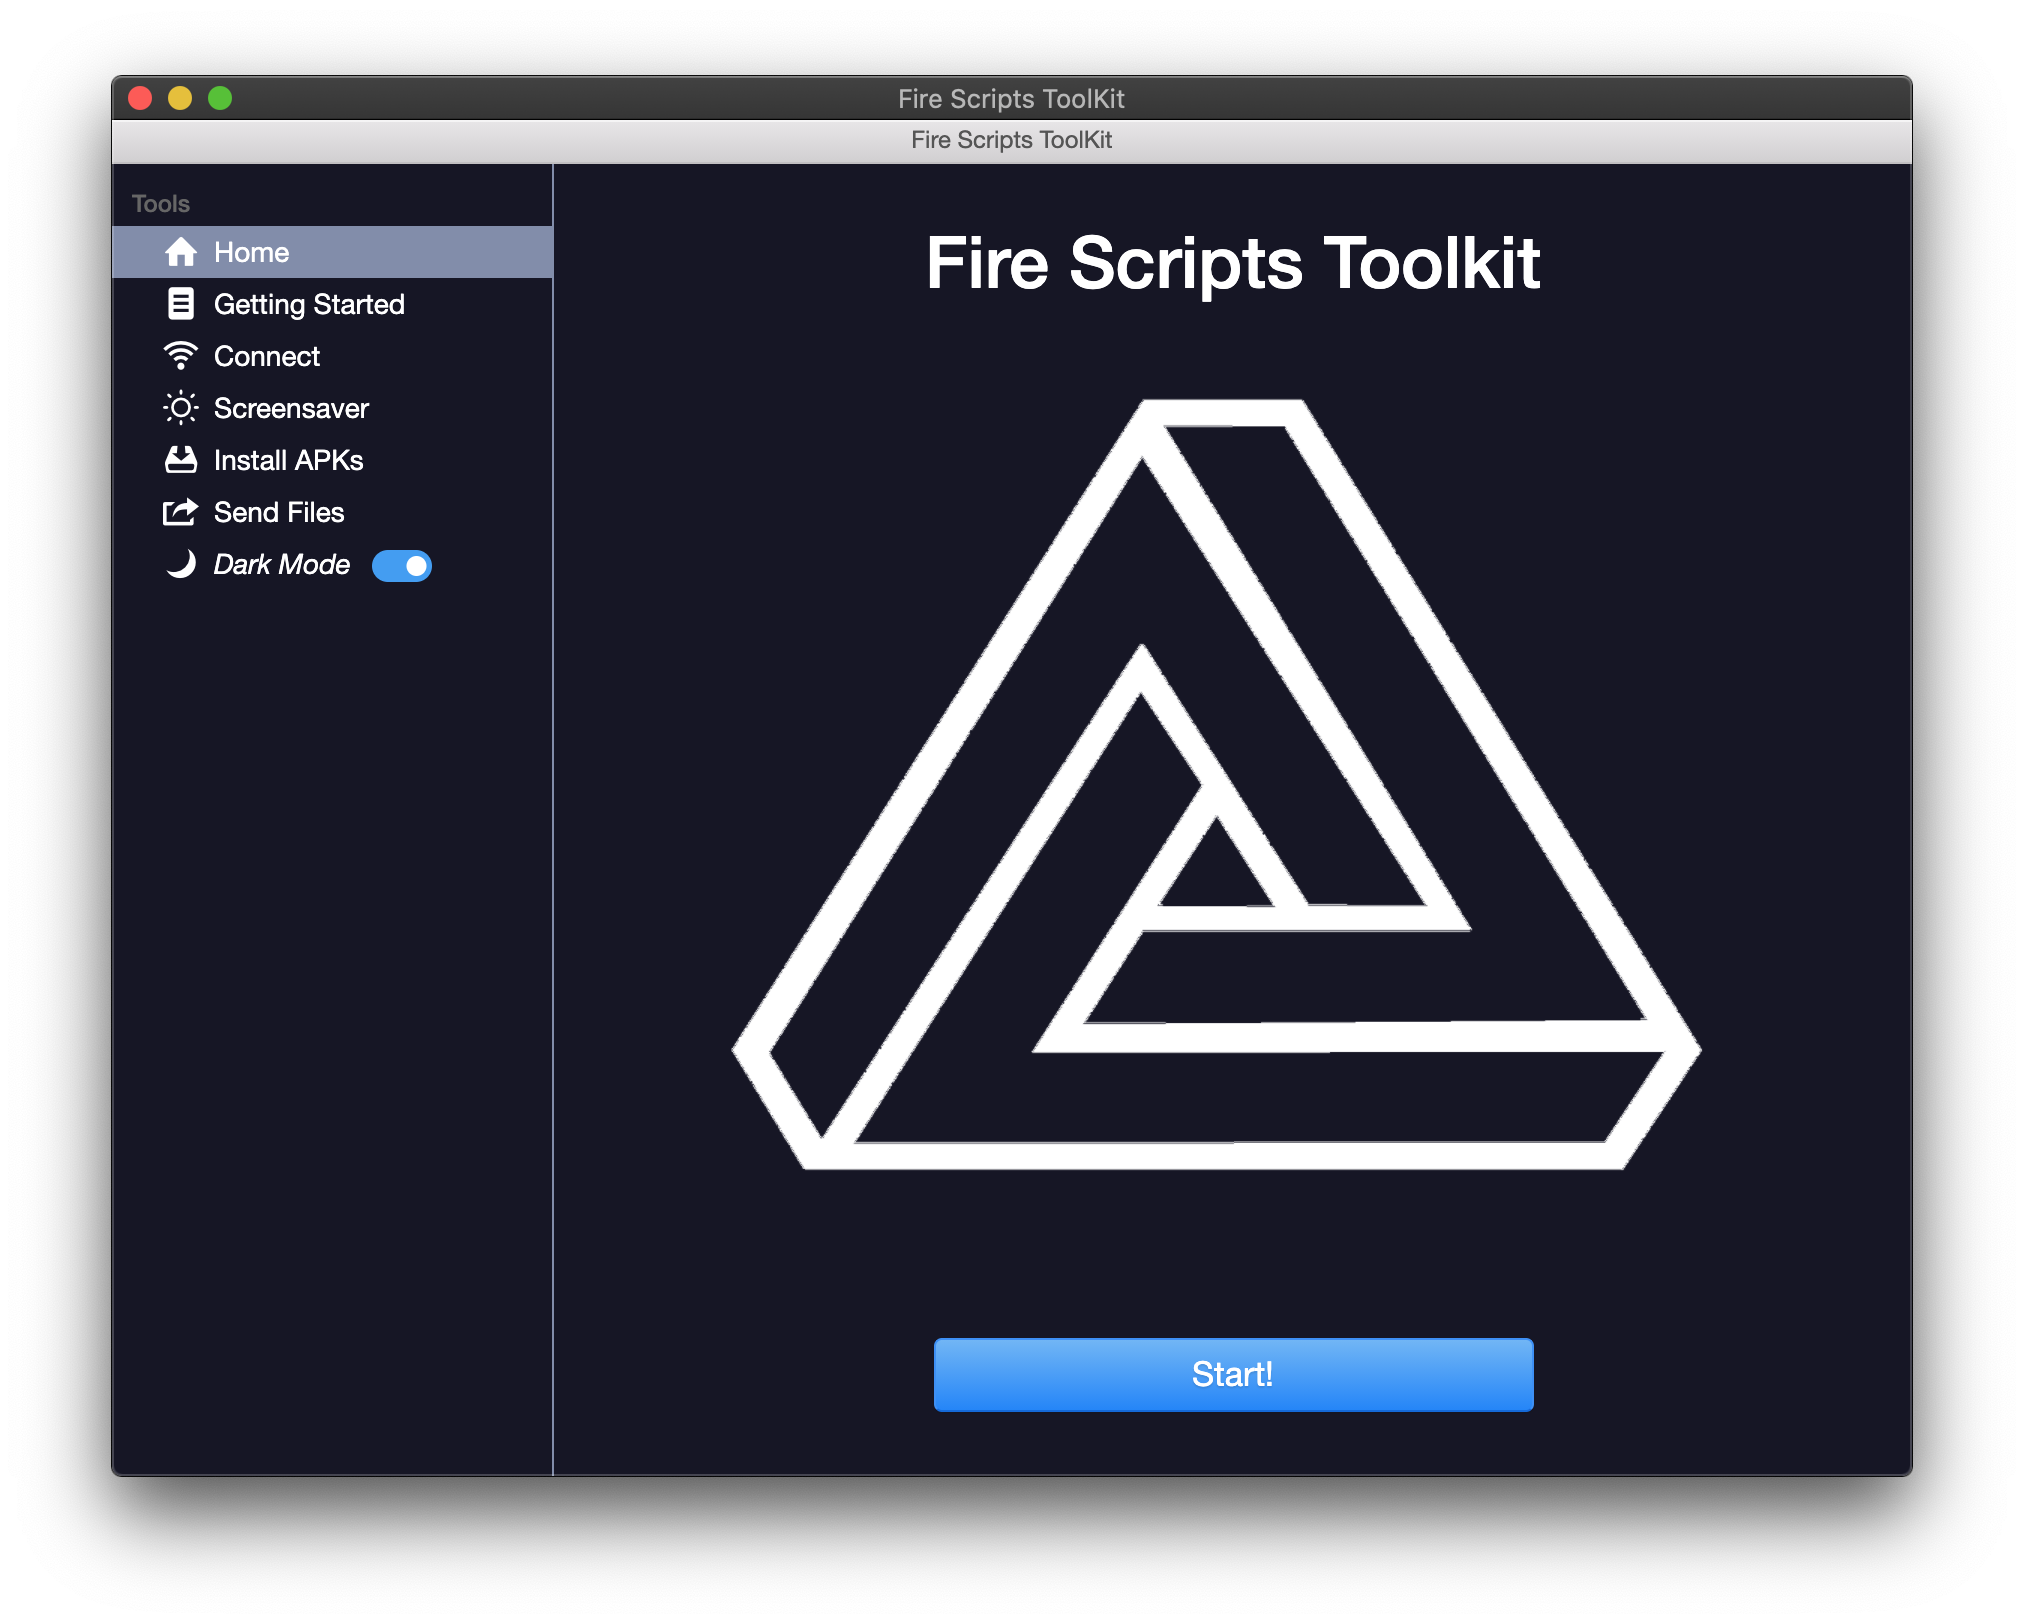 Fire Scripts ToolKit
Fire Scripts ToolKit
Tools
Home
Getting Started
Connect
Screensaver
Install APKs
Send Files
Dark Mode
Fire Scripts Toolkit
Start!